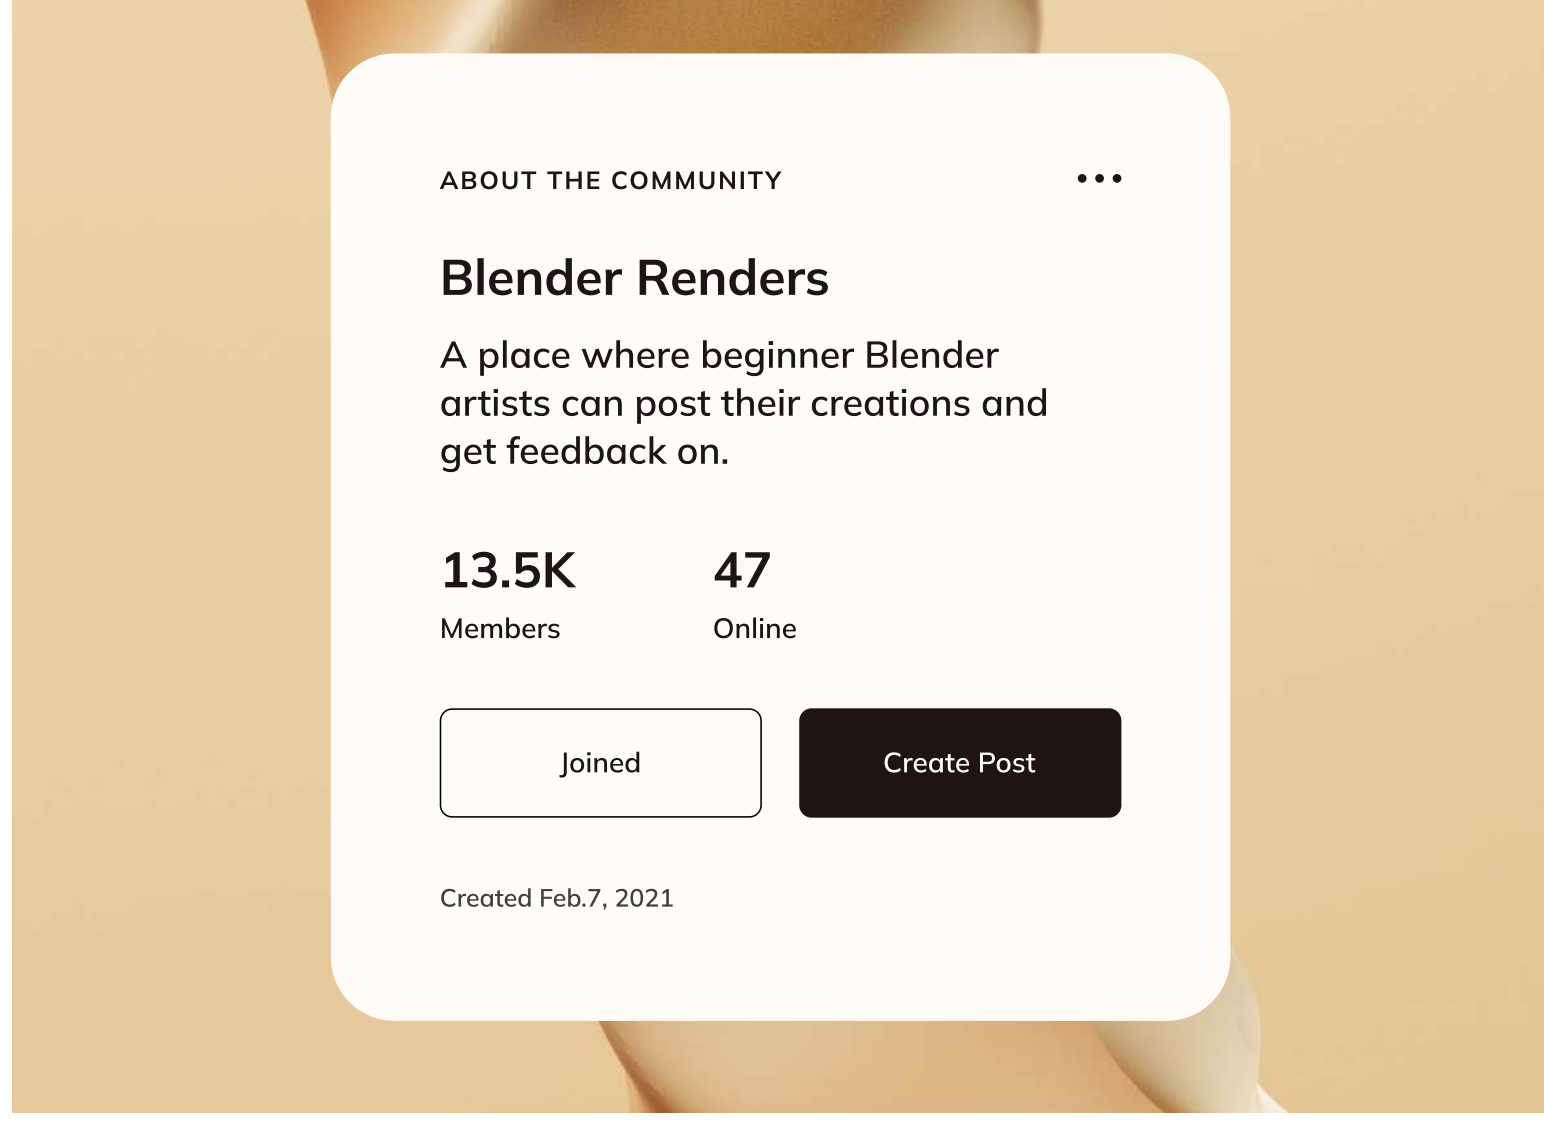 ABOUT THE COMMUNITY
Blender Renders
A place where beginner Blender
artists can post their creations and
get feedback on.
13.5K 47
Members Online
Joined Create Post
Created Feb.7, 2021